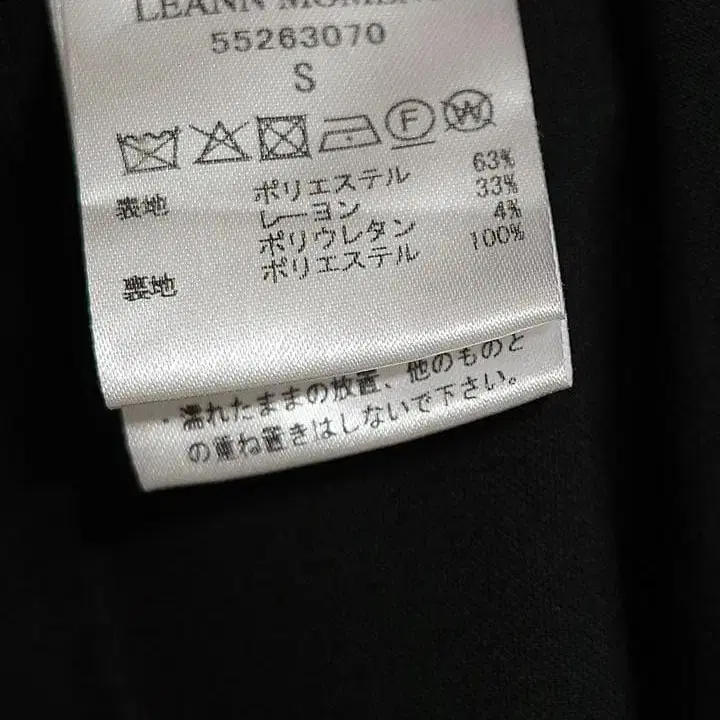 LEANN
55263070
S
F W
表地 ポリエステル 63%
レーヨン 33%
ポリウレタン 4%
裏地 ポリエステル 100%
・濡れたままの放置、他のものと
の重ね置きはしないで下さい。